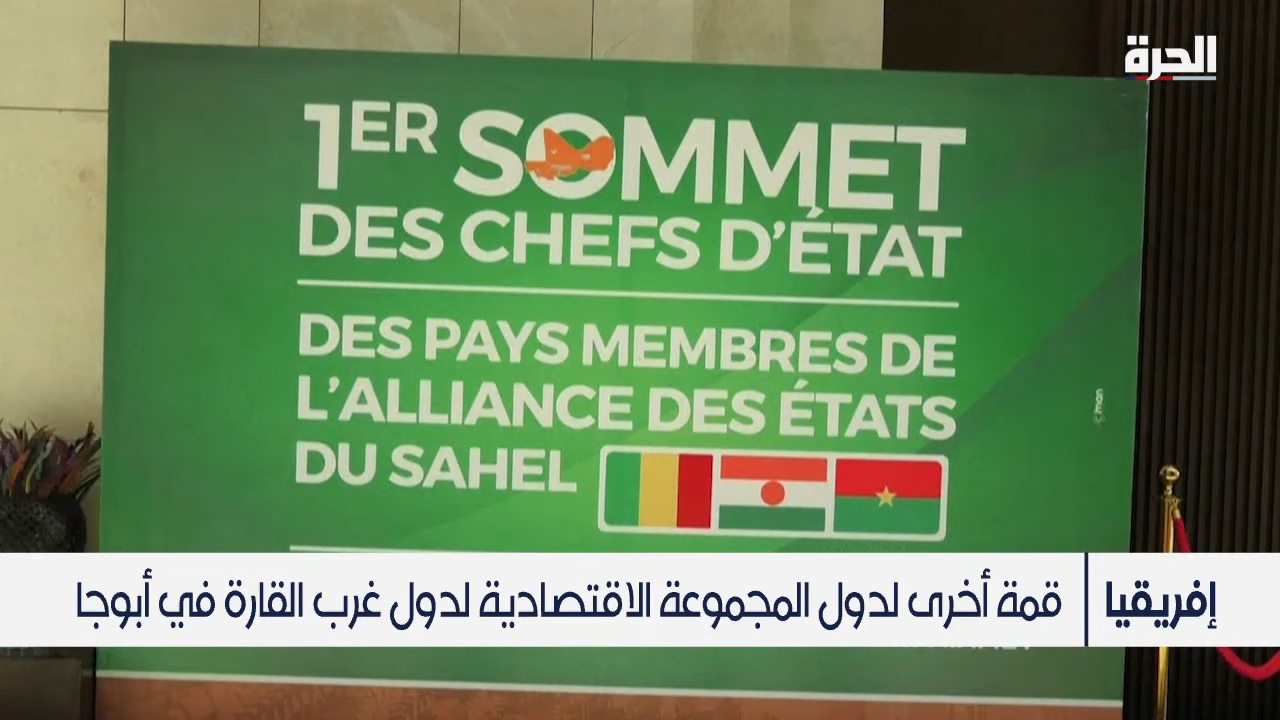 الحرة
1ER SOMMET
DES CHEFS D'ÉTAT
DES PAYS MEMBRES DE
L'ALLIANCE DES ÉTATS
DU SAHEL
إفريقيا
قمة أخرى لدول المجموعة الاقتصادية لدول غرب القارة في أبوجا